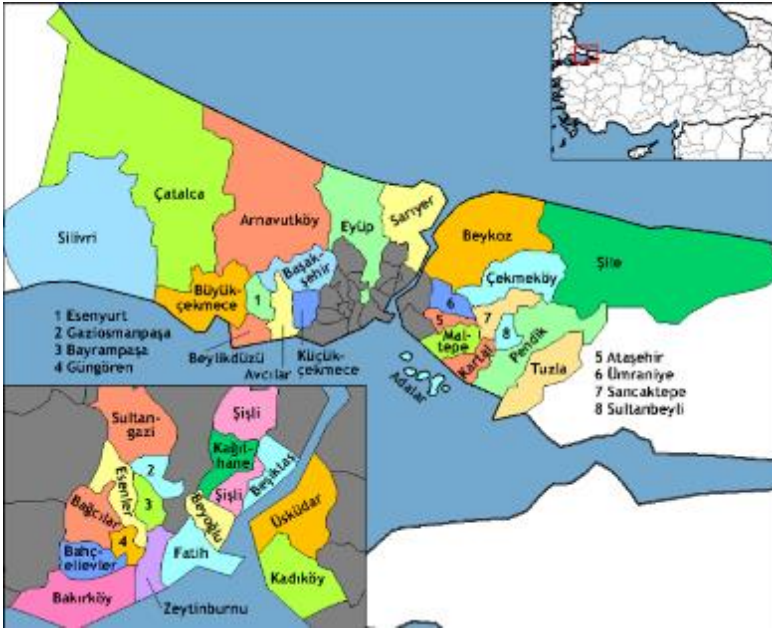 Çatalca
Silivri
Arnavutköy
Eyüp
Sarıyer
Başak-
şehir
Büyük-
çekmece
1
Beylikdüzü
Avcılar
Küçük-
çekmece
Beykoz
Şile
Çekmeköy
6
5
7
8
Mal-
tepe
Kartal
Pendik
Tuzla
Adalar
1 Esenyurt
2 Gaziosmanpaşa
3 Bayrampaşa
4 Güngören
5 Ataşehir
6 Ümraniye
7 Sancaktepe
8 Sultanbeyli
Sultan-
gazi
Şişli
Kağıt-
hane
Şişli
Beşiktaş
2
Esenler
3
Beyoğlu
Bağcılar
4
Üsküdar
Bahç-
elievler
Fatih
Kadıköy
Bakırköy
Zeytinburnu